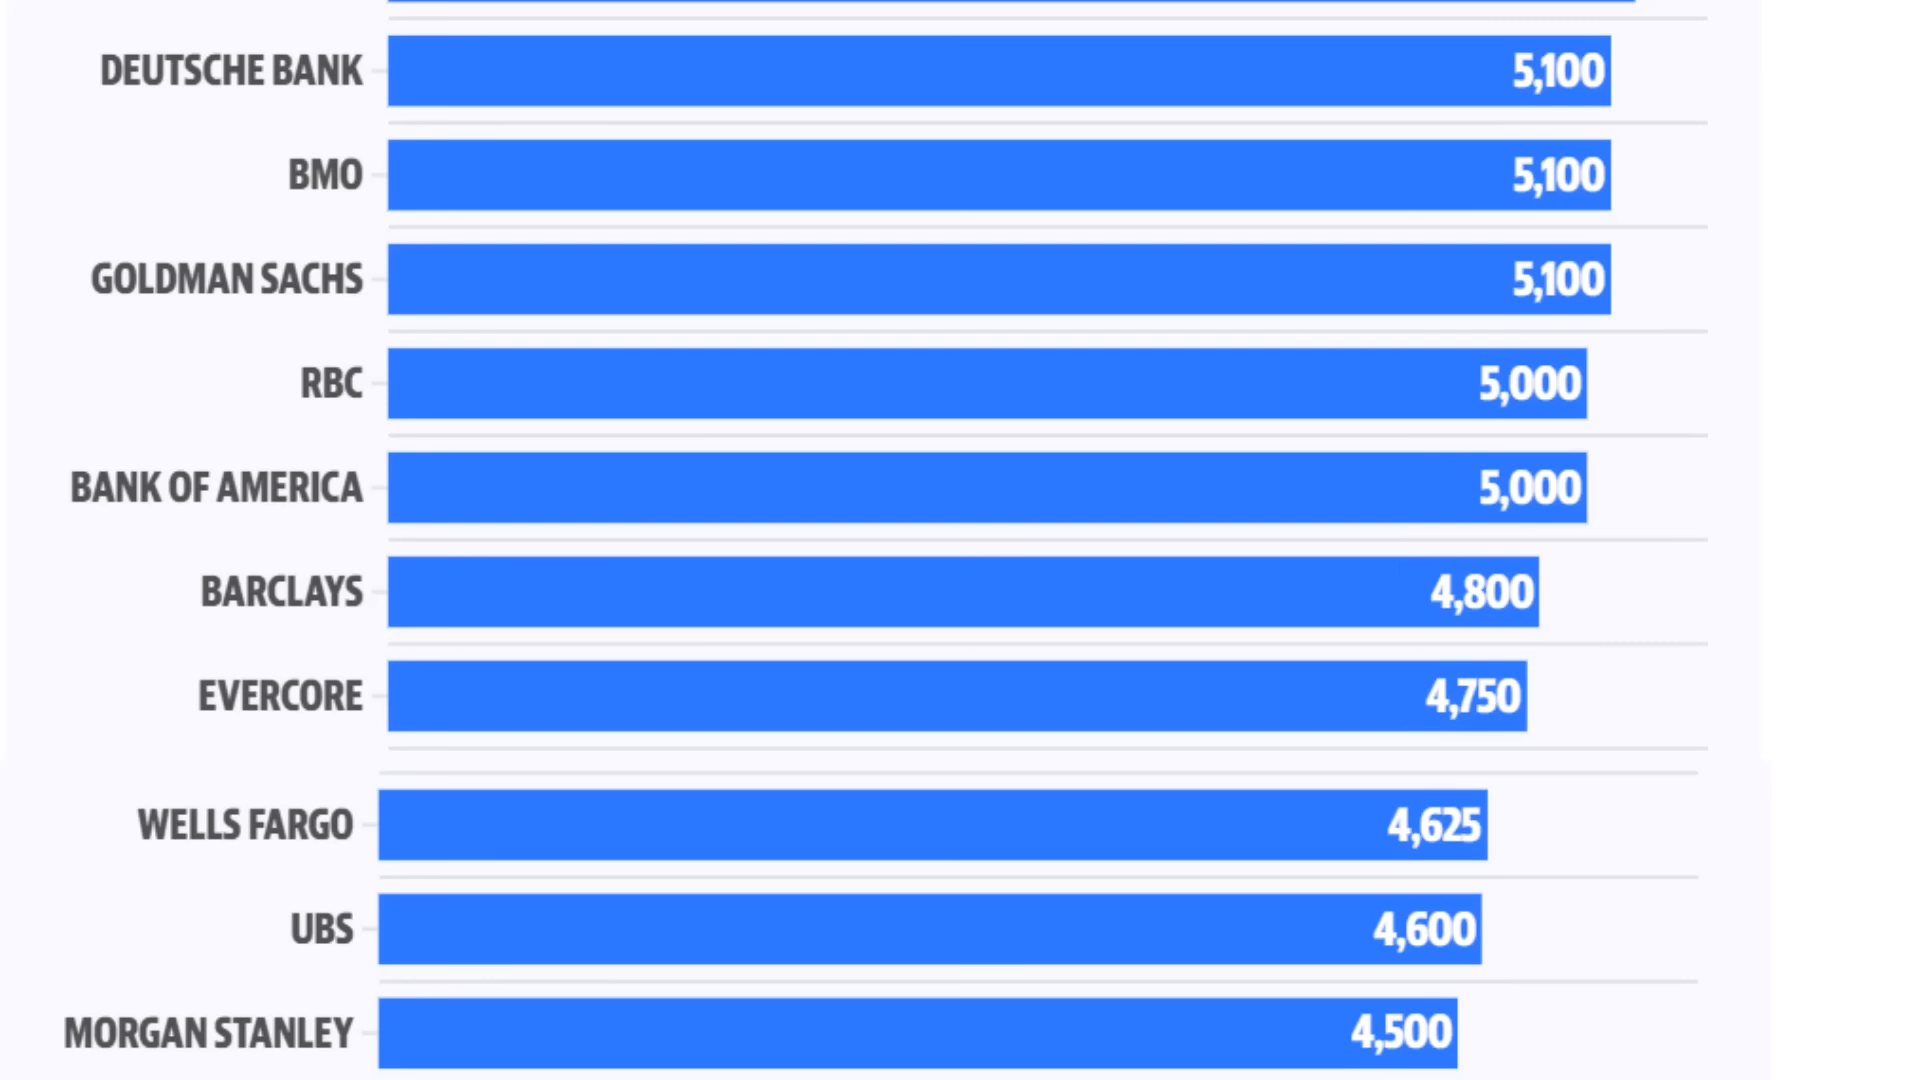 DEUTSCHE BANK 5,100
BMO 5,100
GOLDMAN SACHS 5,100
RBC 5,000
BANK OF AMERICA 5,000
BARCLAYS 4,800
EVERCORE 4,750
WELLS FARGO 4,625
UBS 4,600
MORGAN STANLEY 4,500